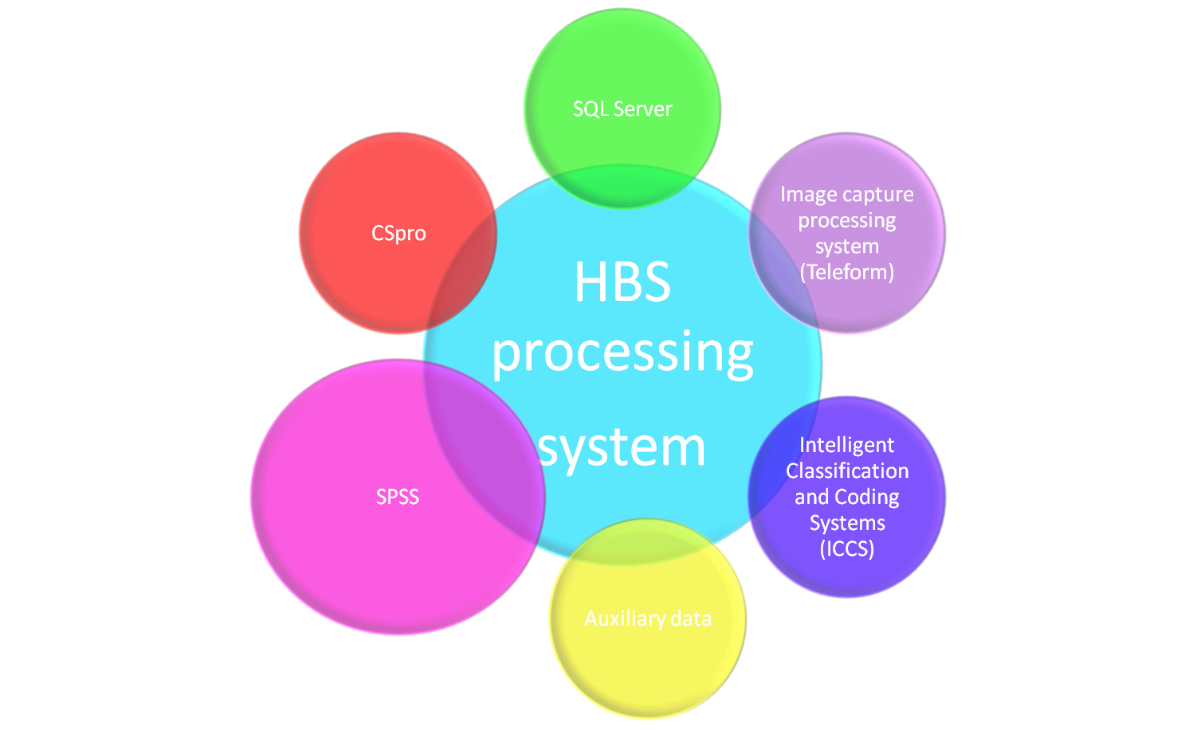 SQL Server
CSpro
Image capture
processing
system
(Teleform)
HBS
processing
system
SPSS
Intelligent
Classification
and Coding
Systems
(ICCS)
Auxiliary data